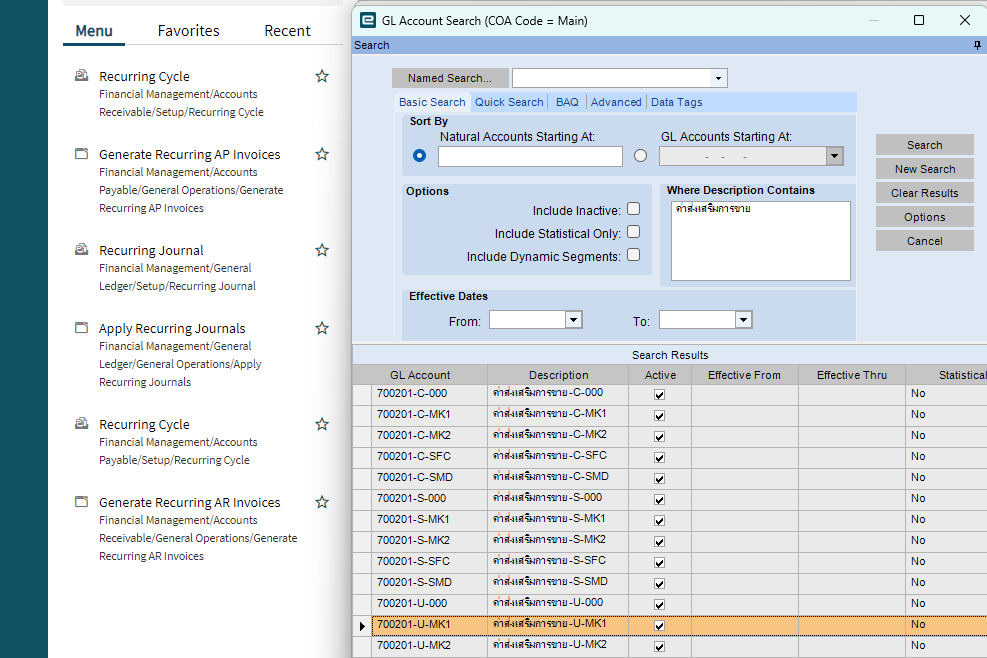 Menu
Favorites
Recent
Recurring Cycle
Financial Management/Accounts
Receivable/Setup/Recurring Cycle
Generate Recurring AP Invoices
Financial Management/Accounts
Payable/General Operations/Generate
Recurring AP Invoices
Recurring Journal
Financial Management/General
Ledger/Setup/Recurring Journal
Apply Recurring Journals
Financial Management/General
Ledger/General Operations/Apply
Recurring Journals
Recurring Cycle
Financial Management/Accounts
Payable/Setup/Recurring Cycle
Generate Recurring AR Invoices
Financial Management/Accounts
Receivable/General Operations/Generate
Recurring AR Invoices
GL Account Search (COA Code = Main)
Search
Named Search...
Basic Search Quick Search BAQ Advanced Data Tags
Sort By
Natural Accounts Starting At: GL Accounts Starting At:
- - -
Options
Include Inactive:
Include Statistical Only:
Include Dynamic Segments:
Where Description Contains
ค่าส่งเสริมการขาย
Effective Dates
From: To:
Search
New Search
Clear Results
Options
Cancel
Search Results
GL Account Description Active Effective From Effective Thru Statistical
700201-C-000 ค่าส่งเสริมการขาย-C-000 No
700201-C-MK1 ค่าส่งเสริมการขาย-C-MK1 No
700201-C-MK2 ค่าส่งเสริมการขาย-C-MK2 No
700201-C-SFC ค่าส่งเสริมการขาย-C-SFC No
700201-C-SMD ค่าส่งเสริมการขาย-C-SMD No
700201-S-000 ค่าส่งเสริมการขาย-S-000 No
700201-S-MK1 ค่าส่งเสริมการขาย-S-MK1 No
700201-S-MK2 ค่าส่งเสริมการขาย-S-MK2 No
700201-S-SFC ค่าส่งเสริมการขาย-S-SFC No
700201-S-SMD ค่าส่งเสริมการขาย-S-SMD No
700201-U-000 ค่าส่งเสริมการขาย-U-000 No
700201-U-MK1 ค่าส่งเสริมการขาย-U-MK1 No
700201-U-MK2 ค่าส่งเสริมการขาย-U-MK2 No